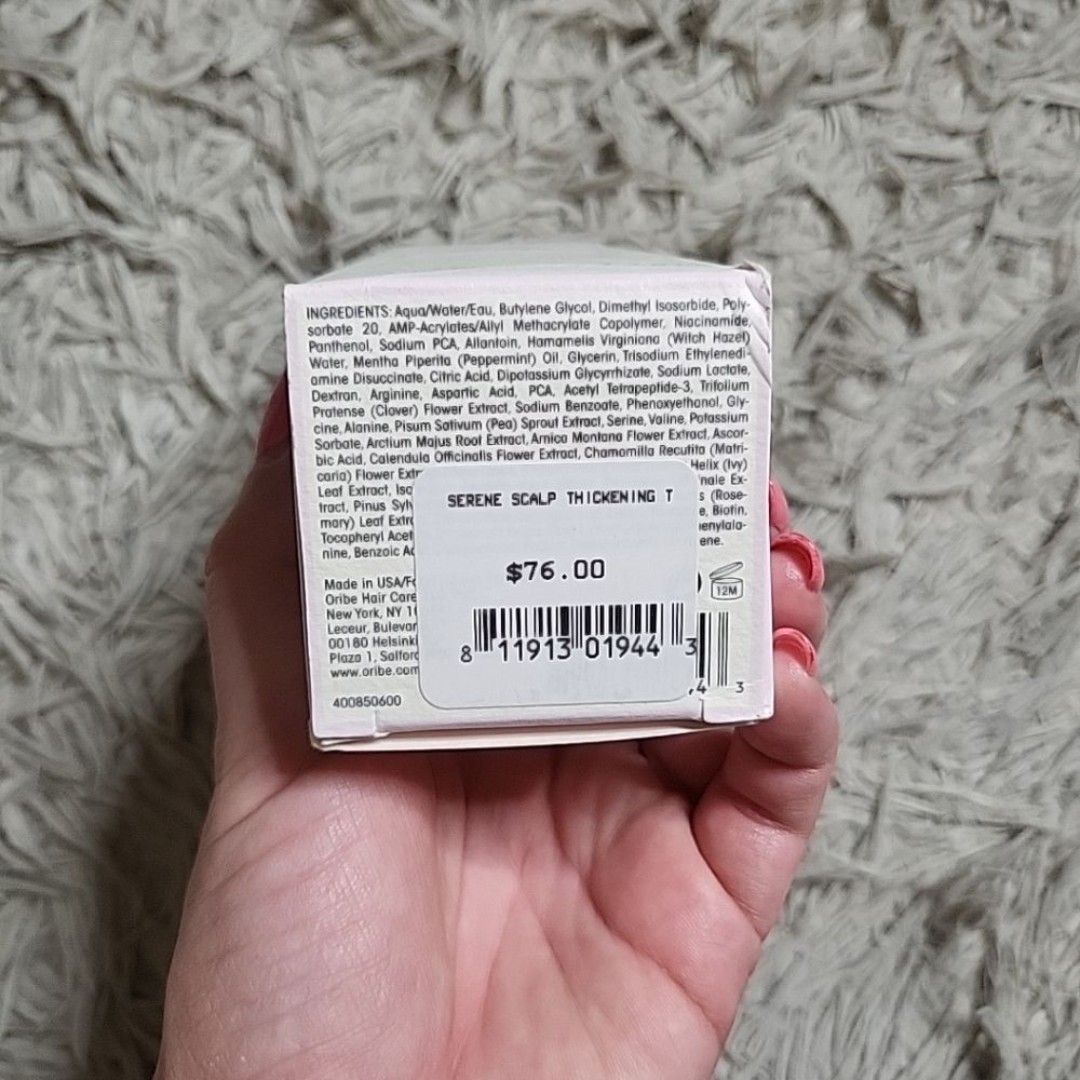 INGREDIENTS: Aqua/Water/Eau, Butylene Glycol, Dimethyl Isosorbide, Poly-
sorbate 20, AMP-Acrylates/Allyl Methacrylate Copolymer, Niacinamide,
Panthenol, Sodium PCA, Allantoin, Hamamelis Virginiana (Witch Hazel)
Water, Mentha Piperita (Peppermint) Oil, Glycerin, Trisodium Ethylenedi-
amine Disuccinate, Citric Acid, Dipotassium Glycyrrhizate, Sodium Lactate,
Dextran, Arginine, Aspartic Acid, PCA, Acetyl Tetrapeptide-3, Trifolium
Pratense (Clover) Flower Extract, Sodium Benzoate, Phenoxyethanol, Gly-
cine, Alanine, Pisum Sativum (Pea) Sprout Extract, Serine, Valine, Potassium
Sorbate, Arctium Majus Root Extract, Arnica Montana Flower Extract, Ascor-
bic Acid, Calendula Officinalis Flower Extract, Chamomilla Recutita (Matri-
caria) Flower Extr Helix (Ivy)
Leaf Extract, Iso nale Ex-
tract, Pinus Syl s (Rose-
mary) Leaf Extr e, Biotin,
Tocopheryl Acet enylala-
nine, Benzoic Ac ene.
SERENE SCALP THICKENING T
$76.00
8 11913 01944 3
Made in USA/F
Oribe Hair Care
New York, NY 1
Leceur, Bulevar
00180 Helsinki
Plaza 1, Salford
www.oribe.com
400850600
12M
4 3